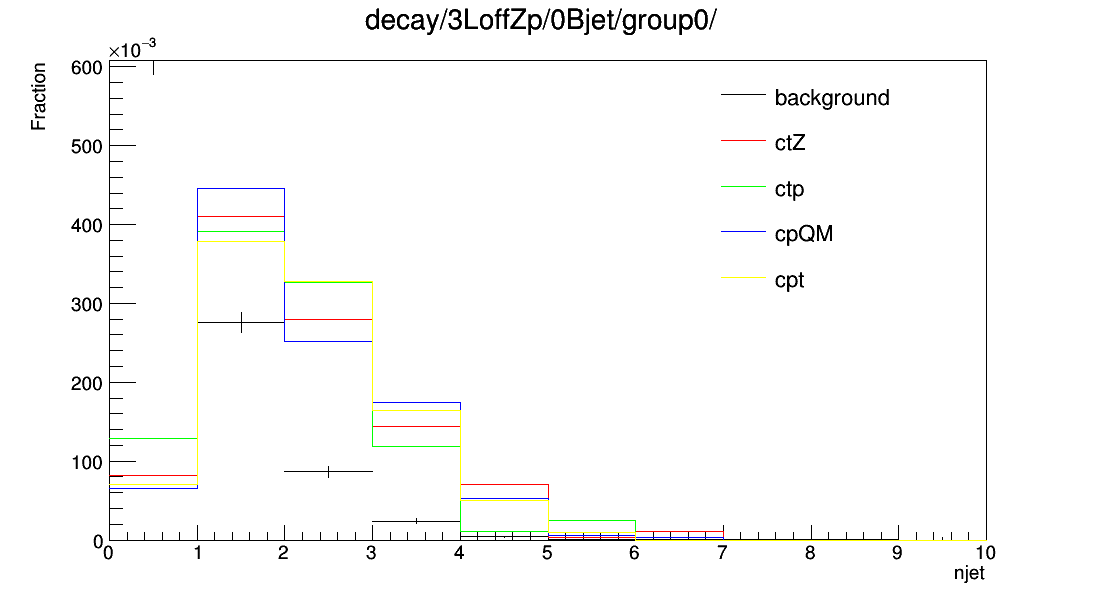 decay/3LoffZp/0Bjet/group0/
×10⁻³
Fraction
600
500
400
300
200
100
0
0 1 2 3 4 5 6 7 8 9 10
njet
background
ctZ
ctp
cpQM
cpt